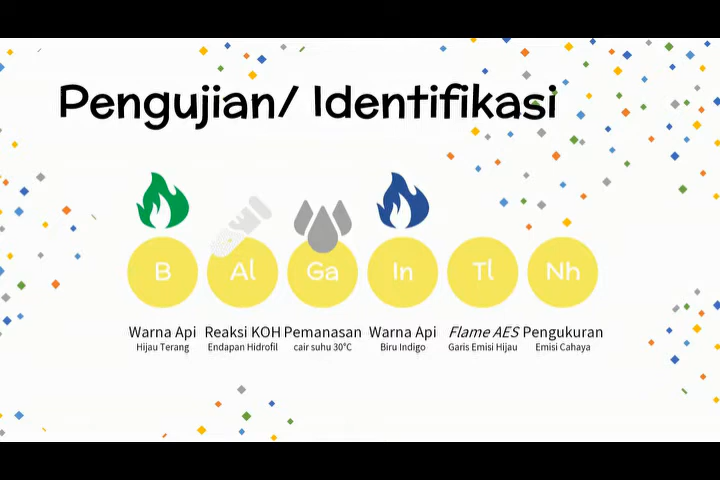 Pengujian/ Identifikasi
B Al Ga In Tl Nh
Warna Api Reaksi KOH Pemanasan Warna Api Flame AES Pengukuran
Hijau Terang Endapan Hidrofil cair suhu 30°C Biru Indigo Garis Emisi Hijau Emisi Cahaya